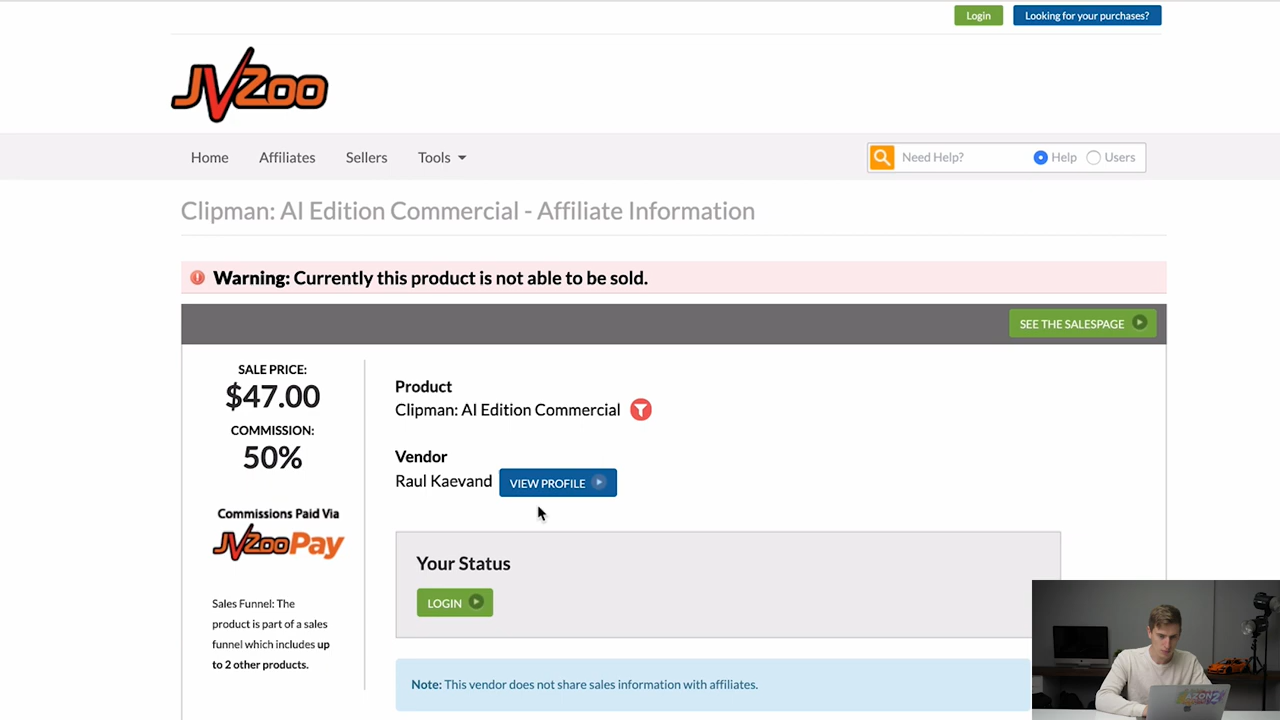 Login
Looking for your purchases?
JVZoo
Home
Affiliates
Sellers
Tools
Need Help?
Help
Users
Clipman: AI Edition Commercial - Affiliate Information
Warning: Currently this product is not able to be sold.
SEE THE SALESPAGE
SALE PRICE:
$47.00
COMMISSION:
50%
Commissions Paid Via
JVZooPay
Sales Funnel: The
product is part of a sales
funnel which includes up
to 2 other products.
Product
Clipman: AI Edition Commercial
Vendor
Raul Kaevand
VIEW PROFILE
Your Status
LOGIN
Note: This vendor does not share sales information with affiliates.